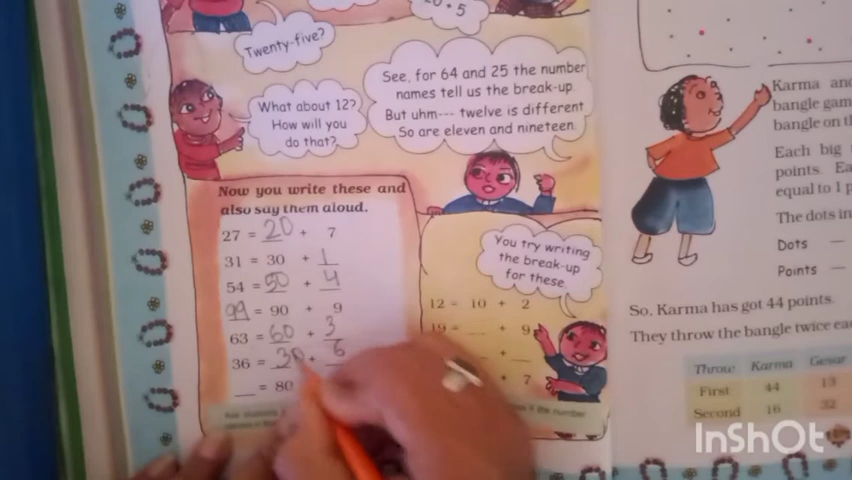 20 + 5
Twenty-five?
See, for 64 and 25 the number
names tell us the break-up.
But uhm--- twelve is different
So are eleven and nineteen.
What about 12?
How will you
do that?
Now you write these and
also say them aloud.
27 = 20 + 7
31 = 30 + 1
54 = 50 + 4
99 = 90 + 9
63 = 60 + 3
36 = 30 + 6
__ = 80
You try writing
the break-up
for these.
12 = 10 + 2
19 = __ + 9
__ + __
+ 7
Karma and
bangle gam
bangle on th
Each big
points. Ea
equal to 1 p
The dots in
Dots —
Points —
So, Karma has got 44 points.
They throw the bangle twice ea
Throw Karma Gesar
First 44 13
Second 16 32
InShOt